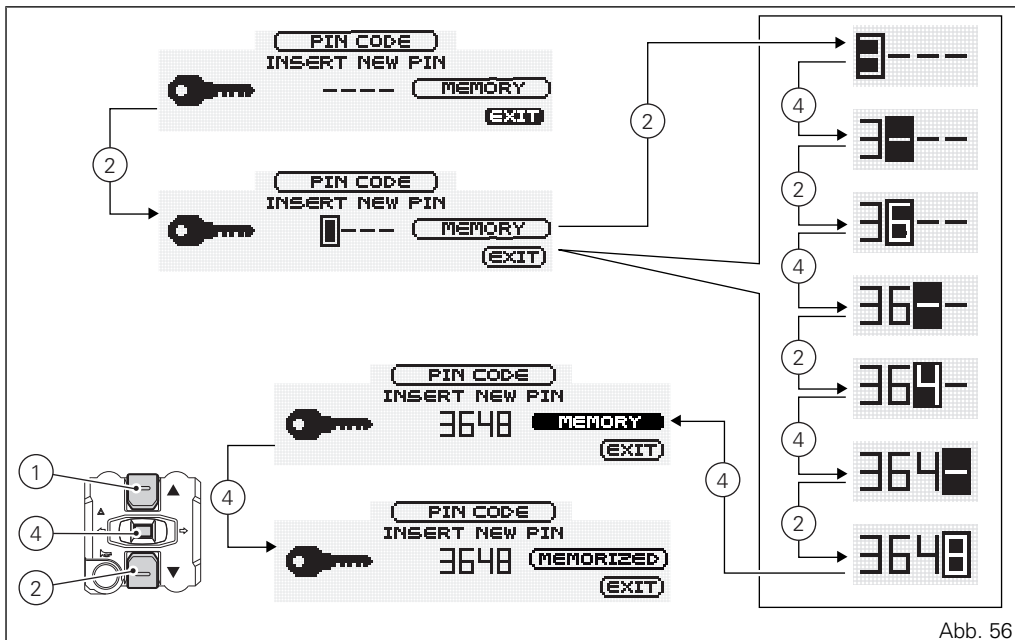 PIN CODE
INSERT NEW PIN
---- MEMORY
EXIT
2
PIN CODE
INSERT NEW PIN
0--- MEMORY
EXIT
2
3---
4
3---
2
36--
4
36--
2
364-
4
364-
2
3648
4
PIN CODE
INSERT NEW PIN
3648 MEMORY
EXIT
4
PIN CODE
INSERT NEW PIN
3648 MEMORIZED
EXIT
1
4
2
Abb. 56